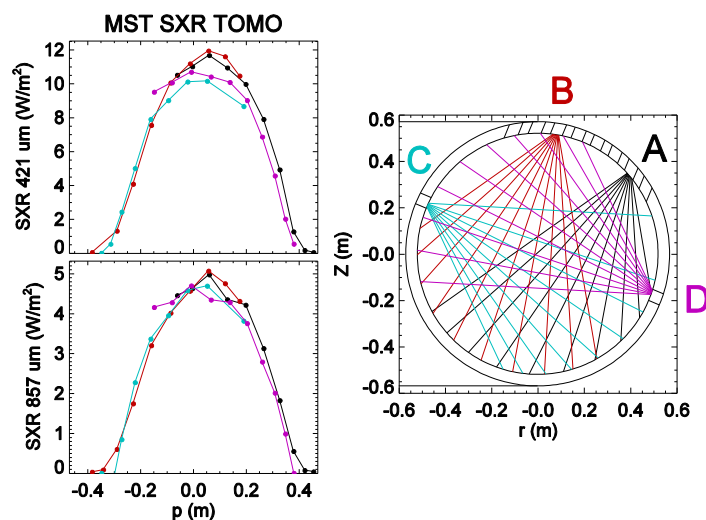 MST SXR TOMO
SXR 421 um (W/m²)
12
10
8
6
4
2
0
SXR 857 um (W/m²)
5
4
3
2
1
0
-0.4 -0.2 0.0 0.2 0.4
p (m)
B
A
C
D
Z (m)
0.6
0.4
0.2
-0.0
-0.2
-0.4
-0.6
-0.6 -0.4 -0.2 -0.0 0.2 0.4 0.6
r (m)